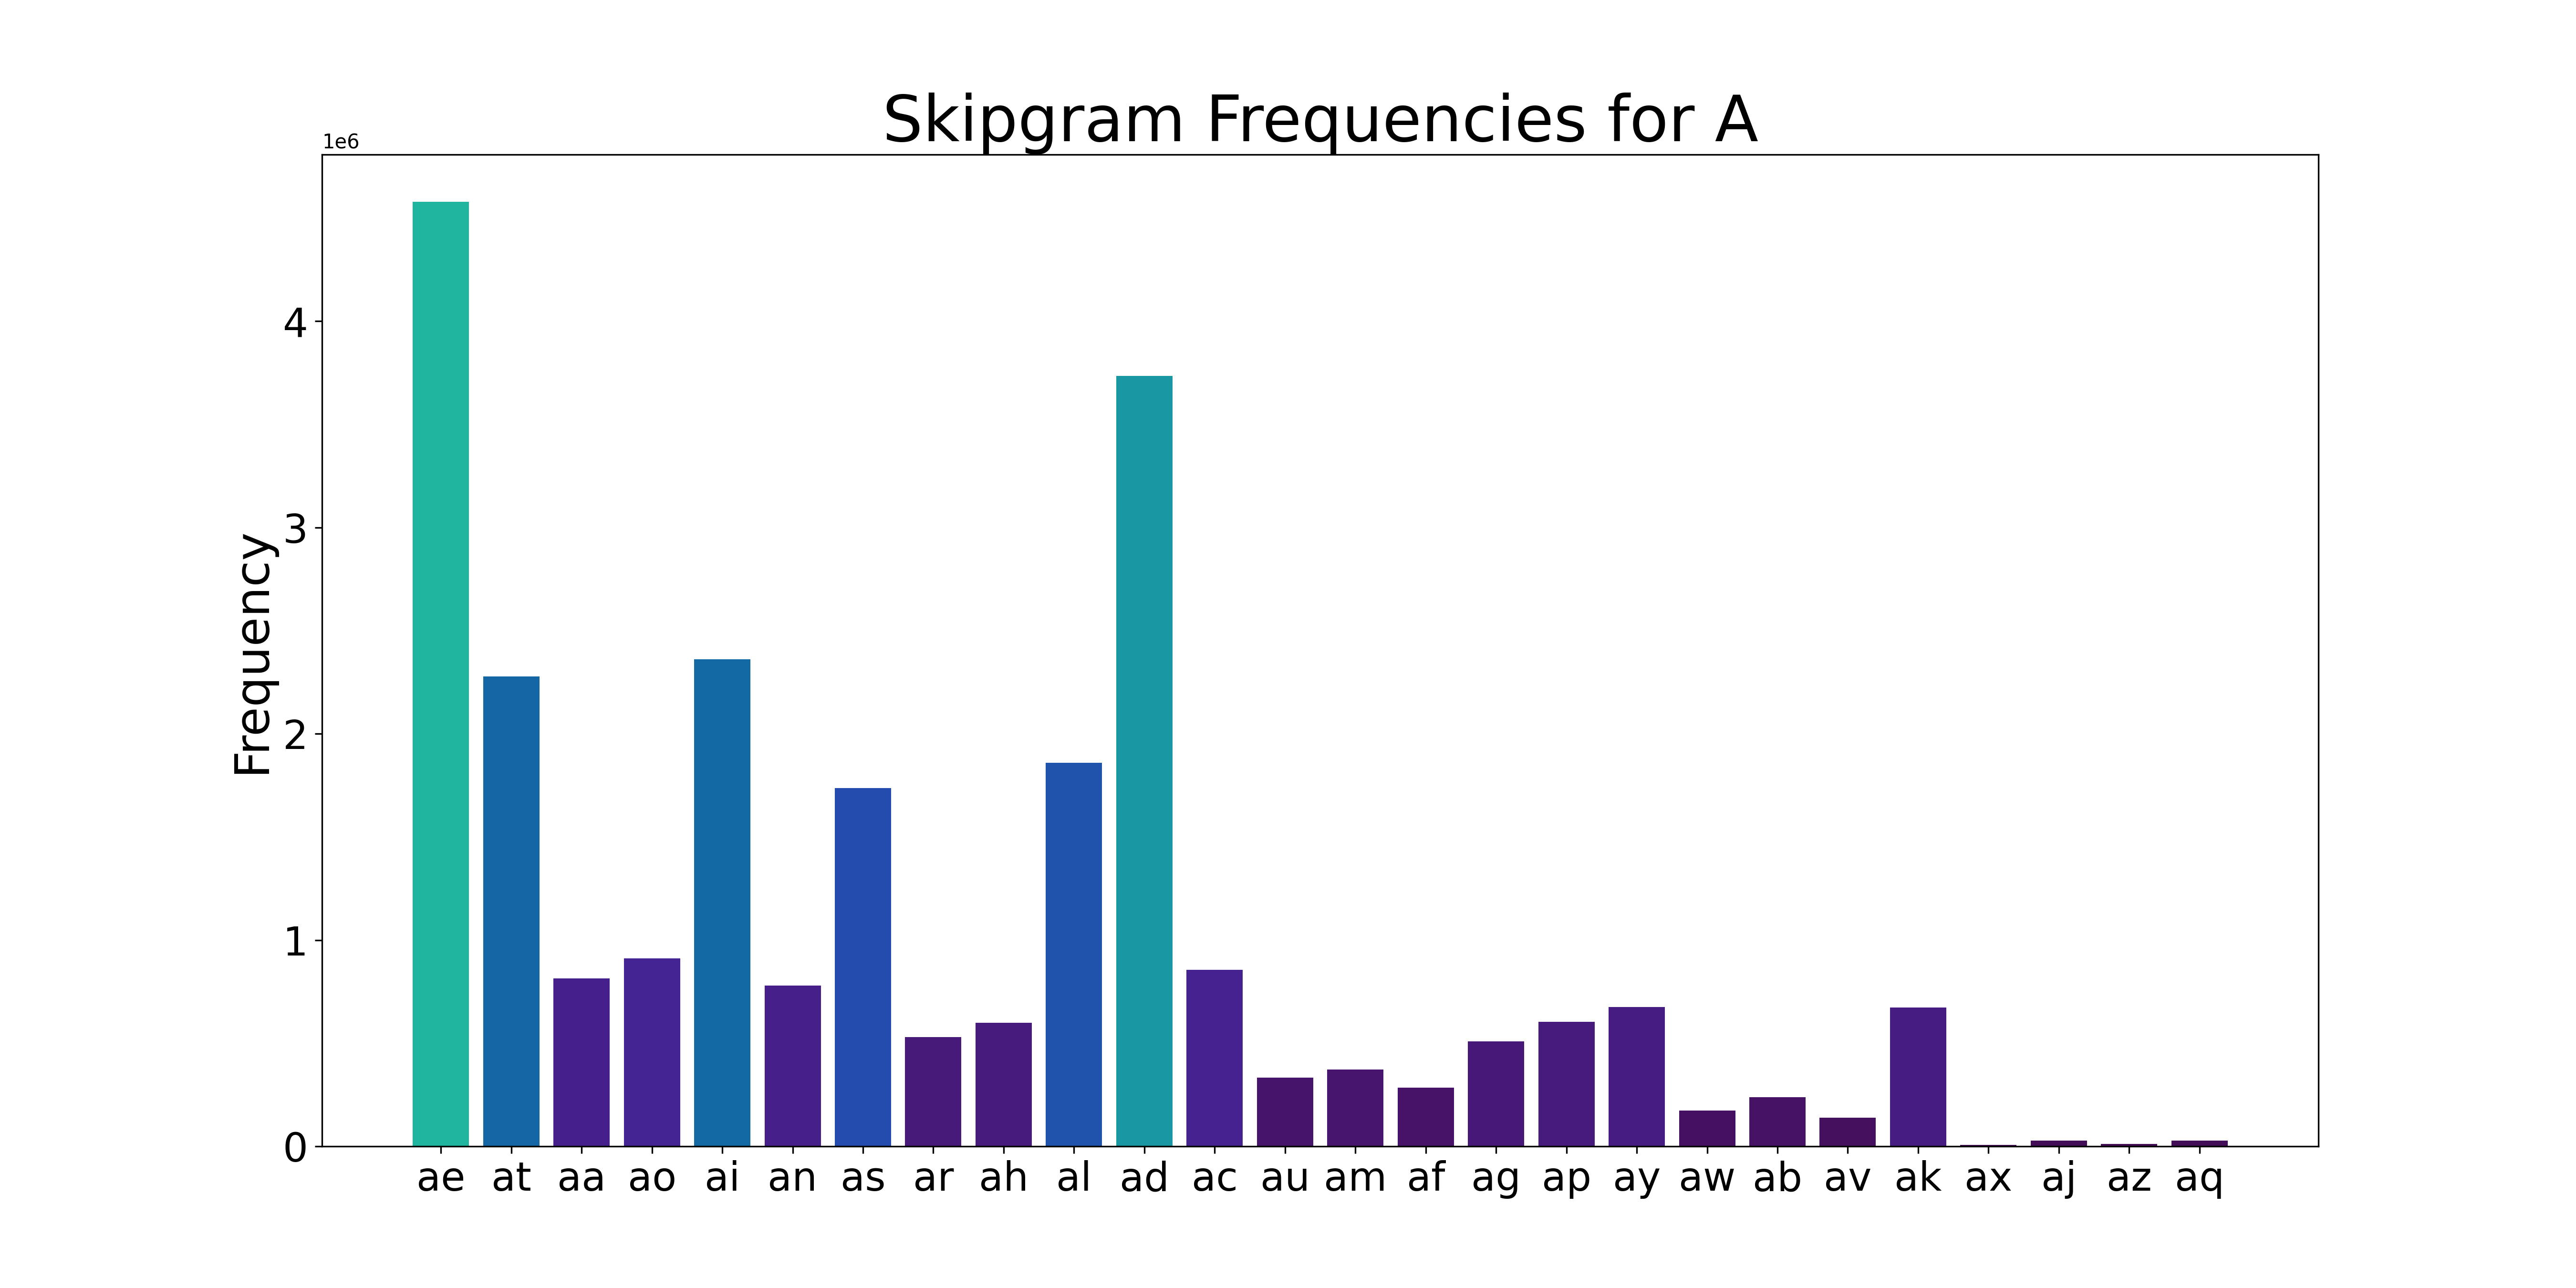 Skipgram Frequencies for A
1e6
Frequency
4
3
2
1
0
ae at aa ao ai an as ar ah al ad ac au am af ag ap ay aw ab av ak ax aj az aq